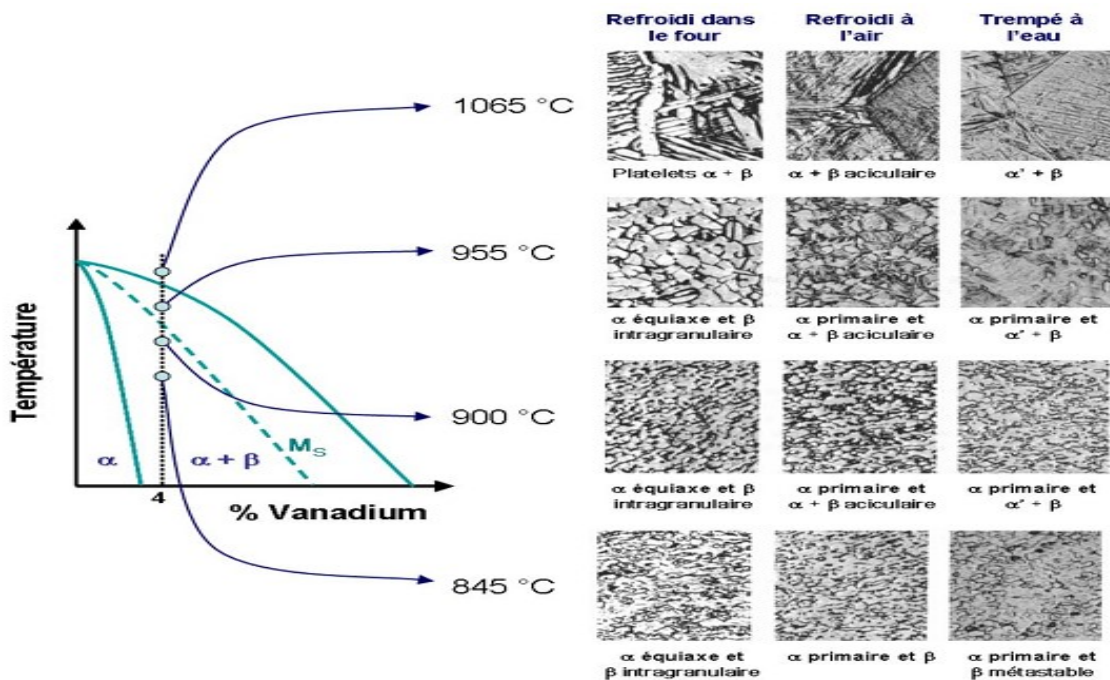 Refroidi dans
le four
Refroidi à
l'air
Trempé à
l'eau
1065 °C
Platelets α + β
α + β aciculaire
α' + β
955 °C
α équiaxe et β
intragranulaire
α primaire et
α + β aciculaire
α primaire et
α' + β
900 °C
α équiaxe et β
intragranulaire
α primaire et
α + β aciculaire
α primaire et
α' + β
845 °C
α équiaxe et
β intragranulaire
α primaire et β
α primaire et
β métastable
Température
α
α + β
Ms
4
% Vanadium